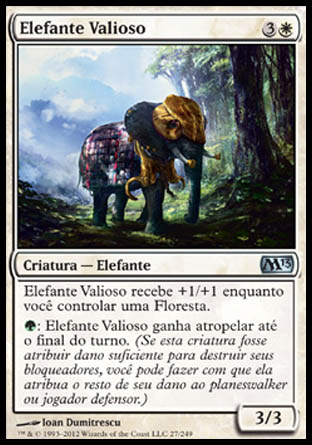 Elefante Valioso 3
Criatura — Elefante M13
Elefante Valioso recebe +1/+1 enquanto
você controlar uma Floresta.
: Elefante Valioso ganha atropelar até
o final do turno. (Se esta criatura fosse
atribuir dano suficiente para destruir seus
bloqueadores, você pode fazer com que ela
atribua o resto de seu dano ao planeswalker
ou jogador defensor.)
Ioan Dumitrescu
™ & © 1993–2012 Wizards of the Coast LLC 27/249
3/3